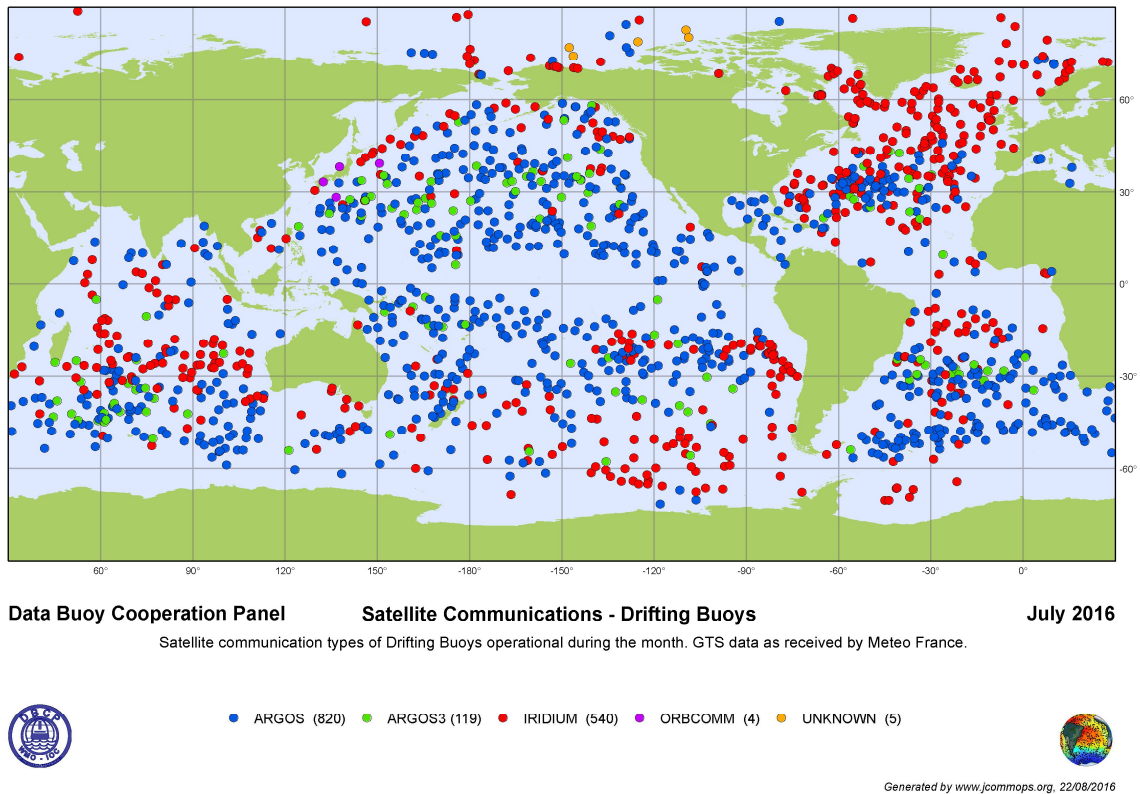 60°
30°
0°
-30°
-60°
60° 90° 120° 150° -180° -150° -120° -90° -60° -30° 0°
Data Buoy Cooperation Panel Satellite Communications - Drifting Buoys July 2016
Satellite communication types of Drifting Buoys operational during the month. GTS data as received by Meteo France.
DBCP
WMO - IOC
ARGOS (820) ARGOS3 (119) IRIDIUM (540) ORBCOMM (4) UNKNOWN (5)
Generated by www.jcommops.org, 22/08/2016